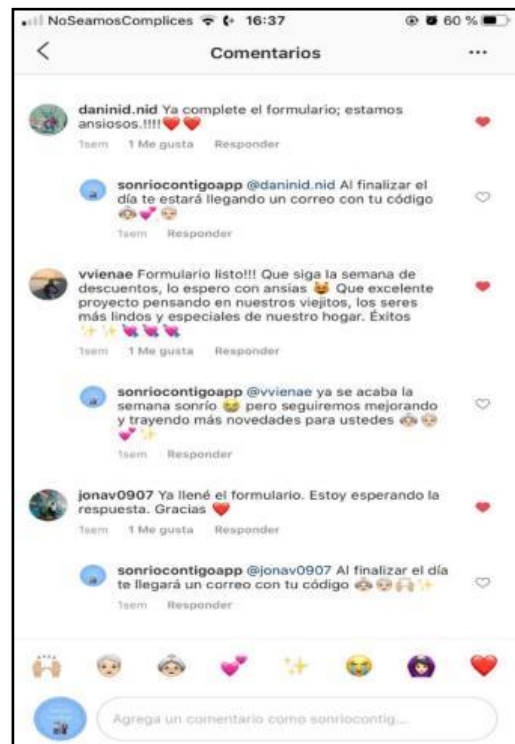 NoSeamosComplices 16:37 60 %
Comentarios
daninid.nid Ya complete el formulario; estamos
ansiosos.!!!!❤️❤️
1sem 1 Me gusta Responder
sonriocontigoapp @daninid.nid Al finalizar el
día te estará llegando un correo con tu código
👵🏻💕👴🏻
1sem Responder
vvienae Formulario listo!!! Que siga la semana de
descuentos, lo espero con ansias 😻 Que excelente
proyecto pensando en nuestros viejitos, los seres
más lindos y especiales de nuestro hogar. Éxitos
✨✨💘💘💘
1sem 1 Me gusta Responder
sonriocontigoapp @vvienae ya se acaba la
semana sonrío 😭 pero seguiremos mejorando
y trayendo más novedades para ustedes 👵🏻👴🏻
💕✨
1sem Responder
jonav0907 Ya llené el formulario. Estoy esperando la
respuesta. Gracias ❤️
1sem 1 Me gusta Responder
sonriocontigoapp @jonav0907 Al finalizar el día
te llegará un correo con tu código 👵🏻👴🏻🙌🏻✨
1sem Responder
Agrega un comentario como sonriocontig...